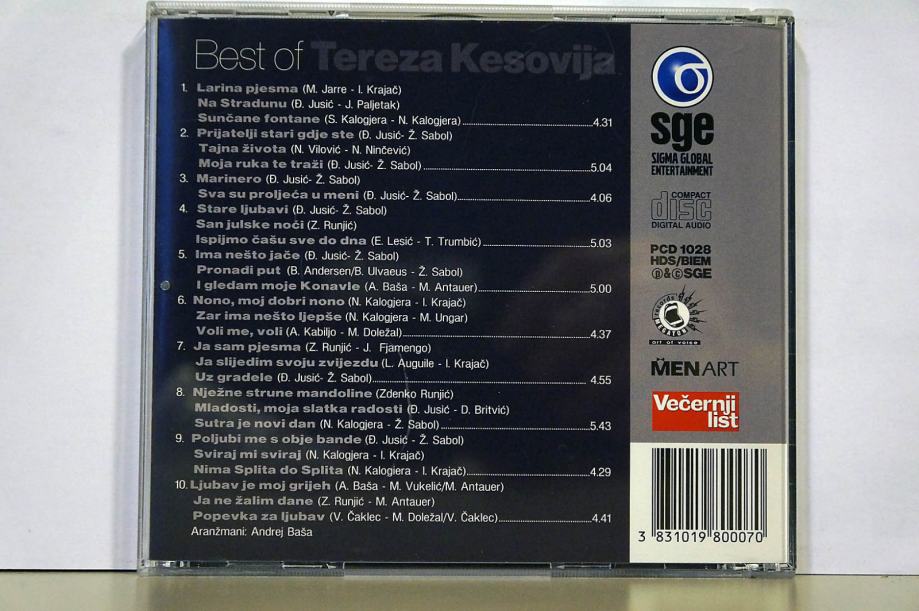 Best of Tereza Kesovija
1. Larina pjesma (M. Jarre - I. Krajač)
Na Stradunu (Đ. Jusić - J. Paljetak)
Sunčane fontane (S. Kalogjera - N. Kalogjera) 4.31
2. Prijatelji stari gdje ste (Đ. Jusić- Ž. Sabol)
Tajna života (N. Vilović - N. Ninčević)
Moja ruka te traži (Đ. Jusić- Ž. Sabol) 5.04
3. Marinero (Đ. Jusić- Ž. Sabol)
Sva su proljeća u meni (Đ. Jusić- Ž. Sabol) 4.06
4. Stare ljubavi (Đ. Jusić- Ž. Sabol)
San julske noći (Z. Runjić)
Ispijmo čašu sve do dna (E. Lesić - T. Trumbić) 5.03
5. Ima nešto jače (Đ. Jusić- Ž. Sabol)
Pronadi put (B. Andersen/B. Ulvaeus - Ž. Sabol)
I gledam moje Konavle (A. Baša - M. Antauer) 5.00
6. Nono, moj dobri nono (N. Kalogjera - I. Krajač)
Zar ima nešto ljepše (N. Kalogjera - M. Ungar)
Voli me, voli (A. Kabiljo - M. Doležal) 4.37
7. Ja sam pjesma (Z. Runjić - J. Fjamengo)
Ja slijedim svoju zvijezdu (L. Auguile - I. Krajač)
Uz gradele (Đ. Jusić- Ž. Sabol) 4.55
8. Nježne strune mandoline (Zdenko Runjić)
Mladosti, moja slatka radosti (Đ. Jusić - D. Britvić)
Sutra je novi dan (N. Kalogjera - Ž. Sabol) 5.43
9. Poljubi me s obje bande (Đ. Jusić - Ž. Sabol)
Sviraj mi sviraj (N. Kalogjera - I. Krajač)
Nima Splita do Splita (N. Kalogjera - I. Krajač) 4.29
10. Ljubav je moj grijeh (A. Baša - M. Vukelić/M. Antauer)
Ja ne žalim dane (Z. Runjić - M. Antauer)
Popevka za ljubav (V. Čaklec - M. Doležal/V. Čaklec) 4.41
Aranžmani: Andrej Baša
sge
SIGMA GLOBAL
ENTERTAINMENT
COMPACT
disc
DIGITAL AUDIO
PCD 1028
HDS/BIEM
℗&©SGE
records
MEGATON
art of voice
MENART
Večernji
list
3 831019 800070